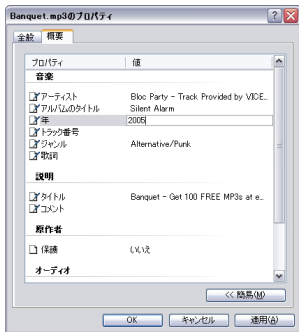 Banquet.mp3のプロパティ
全般 概要
プロパティ 値
音楽
アーティスト Bloc Party - Track Provided by VICE...
アルバムのタイトル Silent Alarm
年 2005
トラック番号
ジャンル Alternative/Punk
歌詞
説明
タイトル Banquet - Get 100 FREE MP3s at e...
コメント
原作者
保護 いいえ
オーディオ
<< 簡易(M)
OK キャンセル 適用(A)